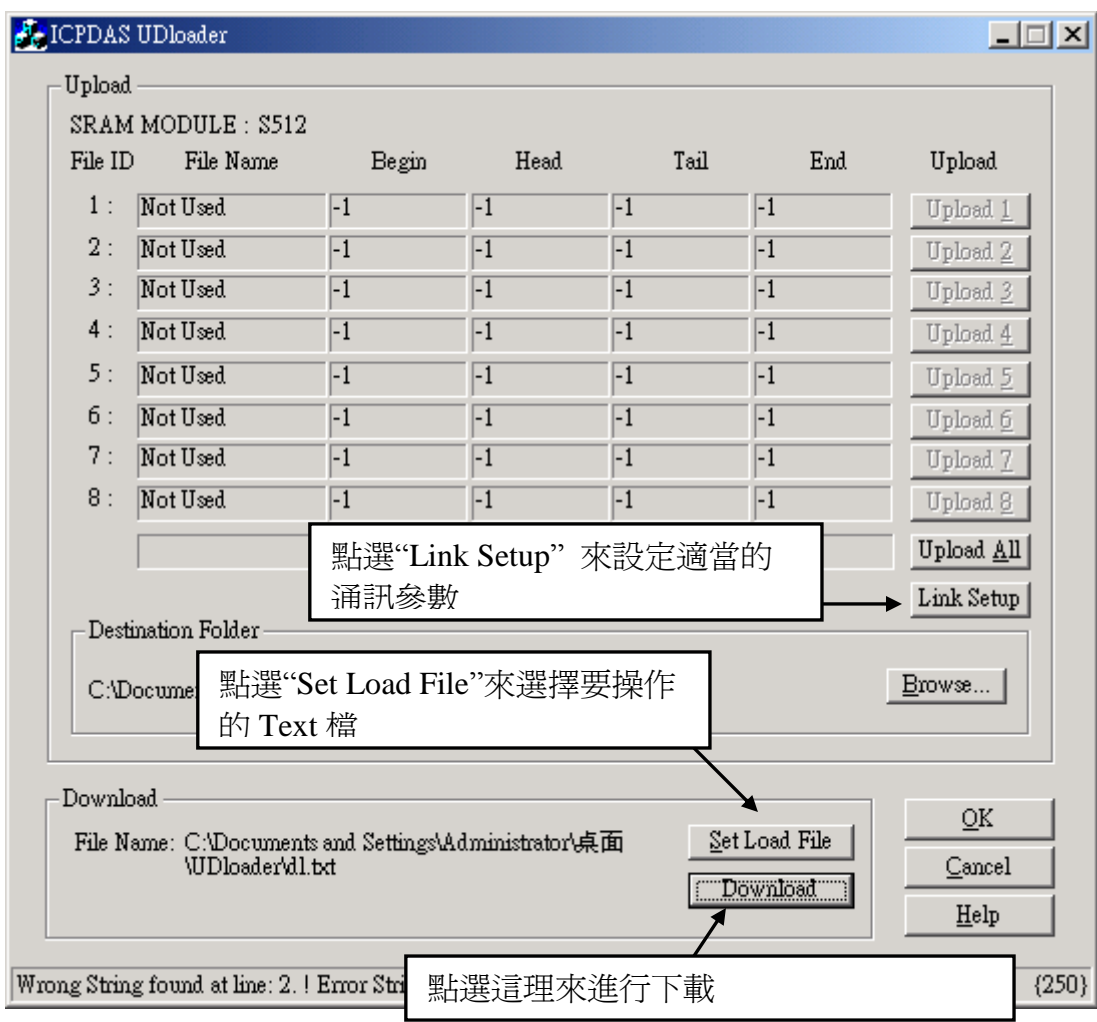 ICPDAS UDloader
Upload
SRAM MODULE : S512
File ID File Name Begin Head Tail End Upload
1 : Not Used -1 -1 -1 -1 Upload 1
2 : Not Used -1 -1 -1 -1 Upload 2
3 : Not Used -1 -1 -1 -1 Upload 3
4 : Not Used -1 -1 -1 -1 Upload 4
5 : Not Used -1 -1 -1 -1 Upload 5
6 : Not Used -1 -1 -1 -1 Upload 6
7 : Not Used -1 -1 -1 -1 Upload 7
8 : Not Used -1 -1 -1 -1 Upload 8
Upload All
點選“Link Setup” 來設定適當的
通訊參數
Link Setup
Destination Folder
C:\Docume
Browse...
點選“Set Load File”來選擇要操作
的 Text 檔
Download
File Name: C:\Documents and Settings\Administrator\桌面
\UDloader\dl.txt
Set Load File
Download
OK
Cancel
Help
Wrong String found at line: 2. ! Error Stri
{250}
點選這理來進行下載